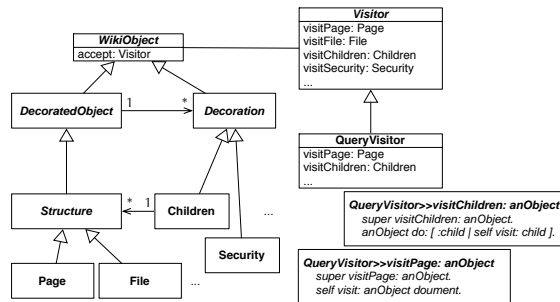 WikiObject
accept: Visitor
Visitor
visitPage: Page
visitFile: File
visitChildren: Children
visitSecurity: Security
...
DecoratedObject
1
*
Decoration
QueryVisitor
visitPage: Page
visitChildren: Children
...
Structure
*
1
Children
...
Security
Page
File
...
QueryVisitor>>visitChildren: anObject
super visitChildren: anObject.
anObject do: [ :child | self visit: child ].
QueryVisitor>>visitPage: anObject
super visitPage: anObject.
self visit: anObject doument.